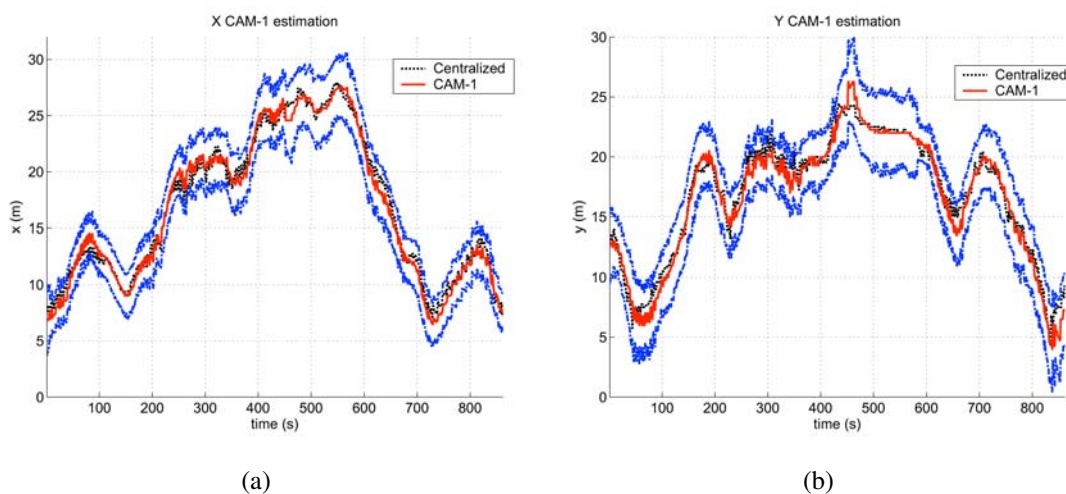 X CAM-1 estimation
30
25
20
15
10
5
0
x (m)
Centralized
CAM-1
100 200 300 400 500 600 700 800
time (s)
(a)
Y CAM-1 estimation
30
25
20
15
10
5
0
y (m)
Centralized
CAM-1
100 200 300 400 500 600 700 800
time (s)
(b)